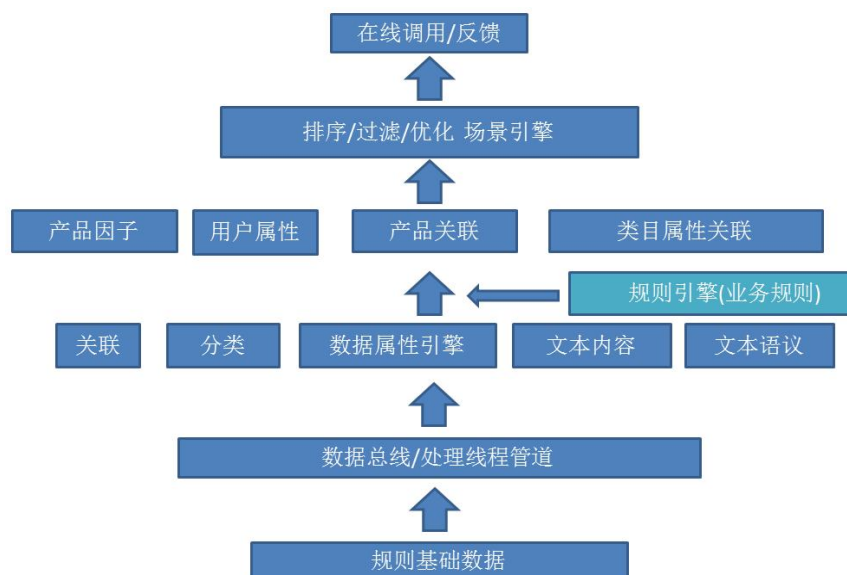 在线调用/反馈
排序/过滤/优化 场景引擎
产品因子
用户属性
产品关联
类目属性关联
规则引擎(业务规则)
关联
分类
数据属性引擎
文本内容
文本语议
数据总线/处理线程管道
规则基础数据